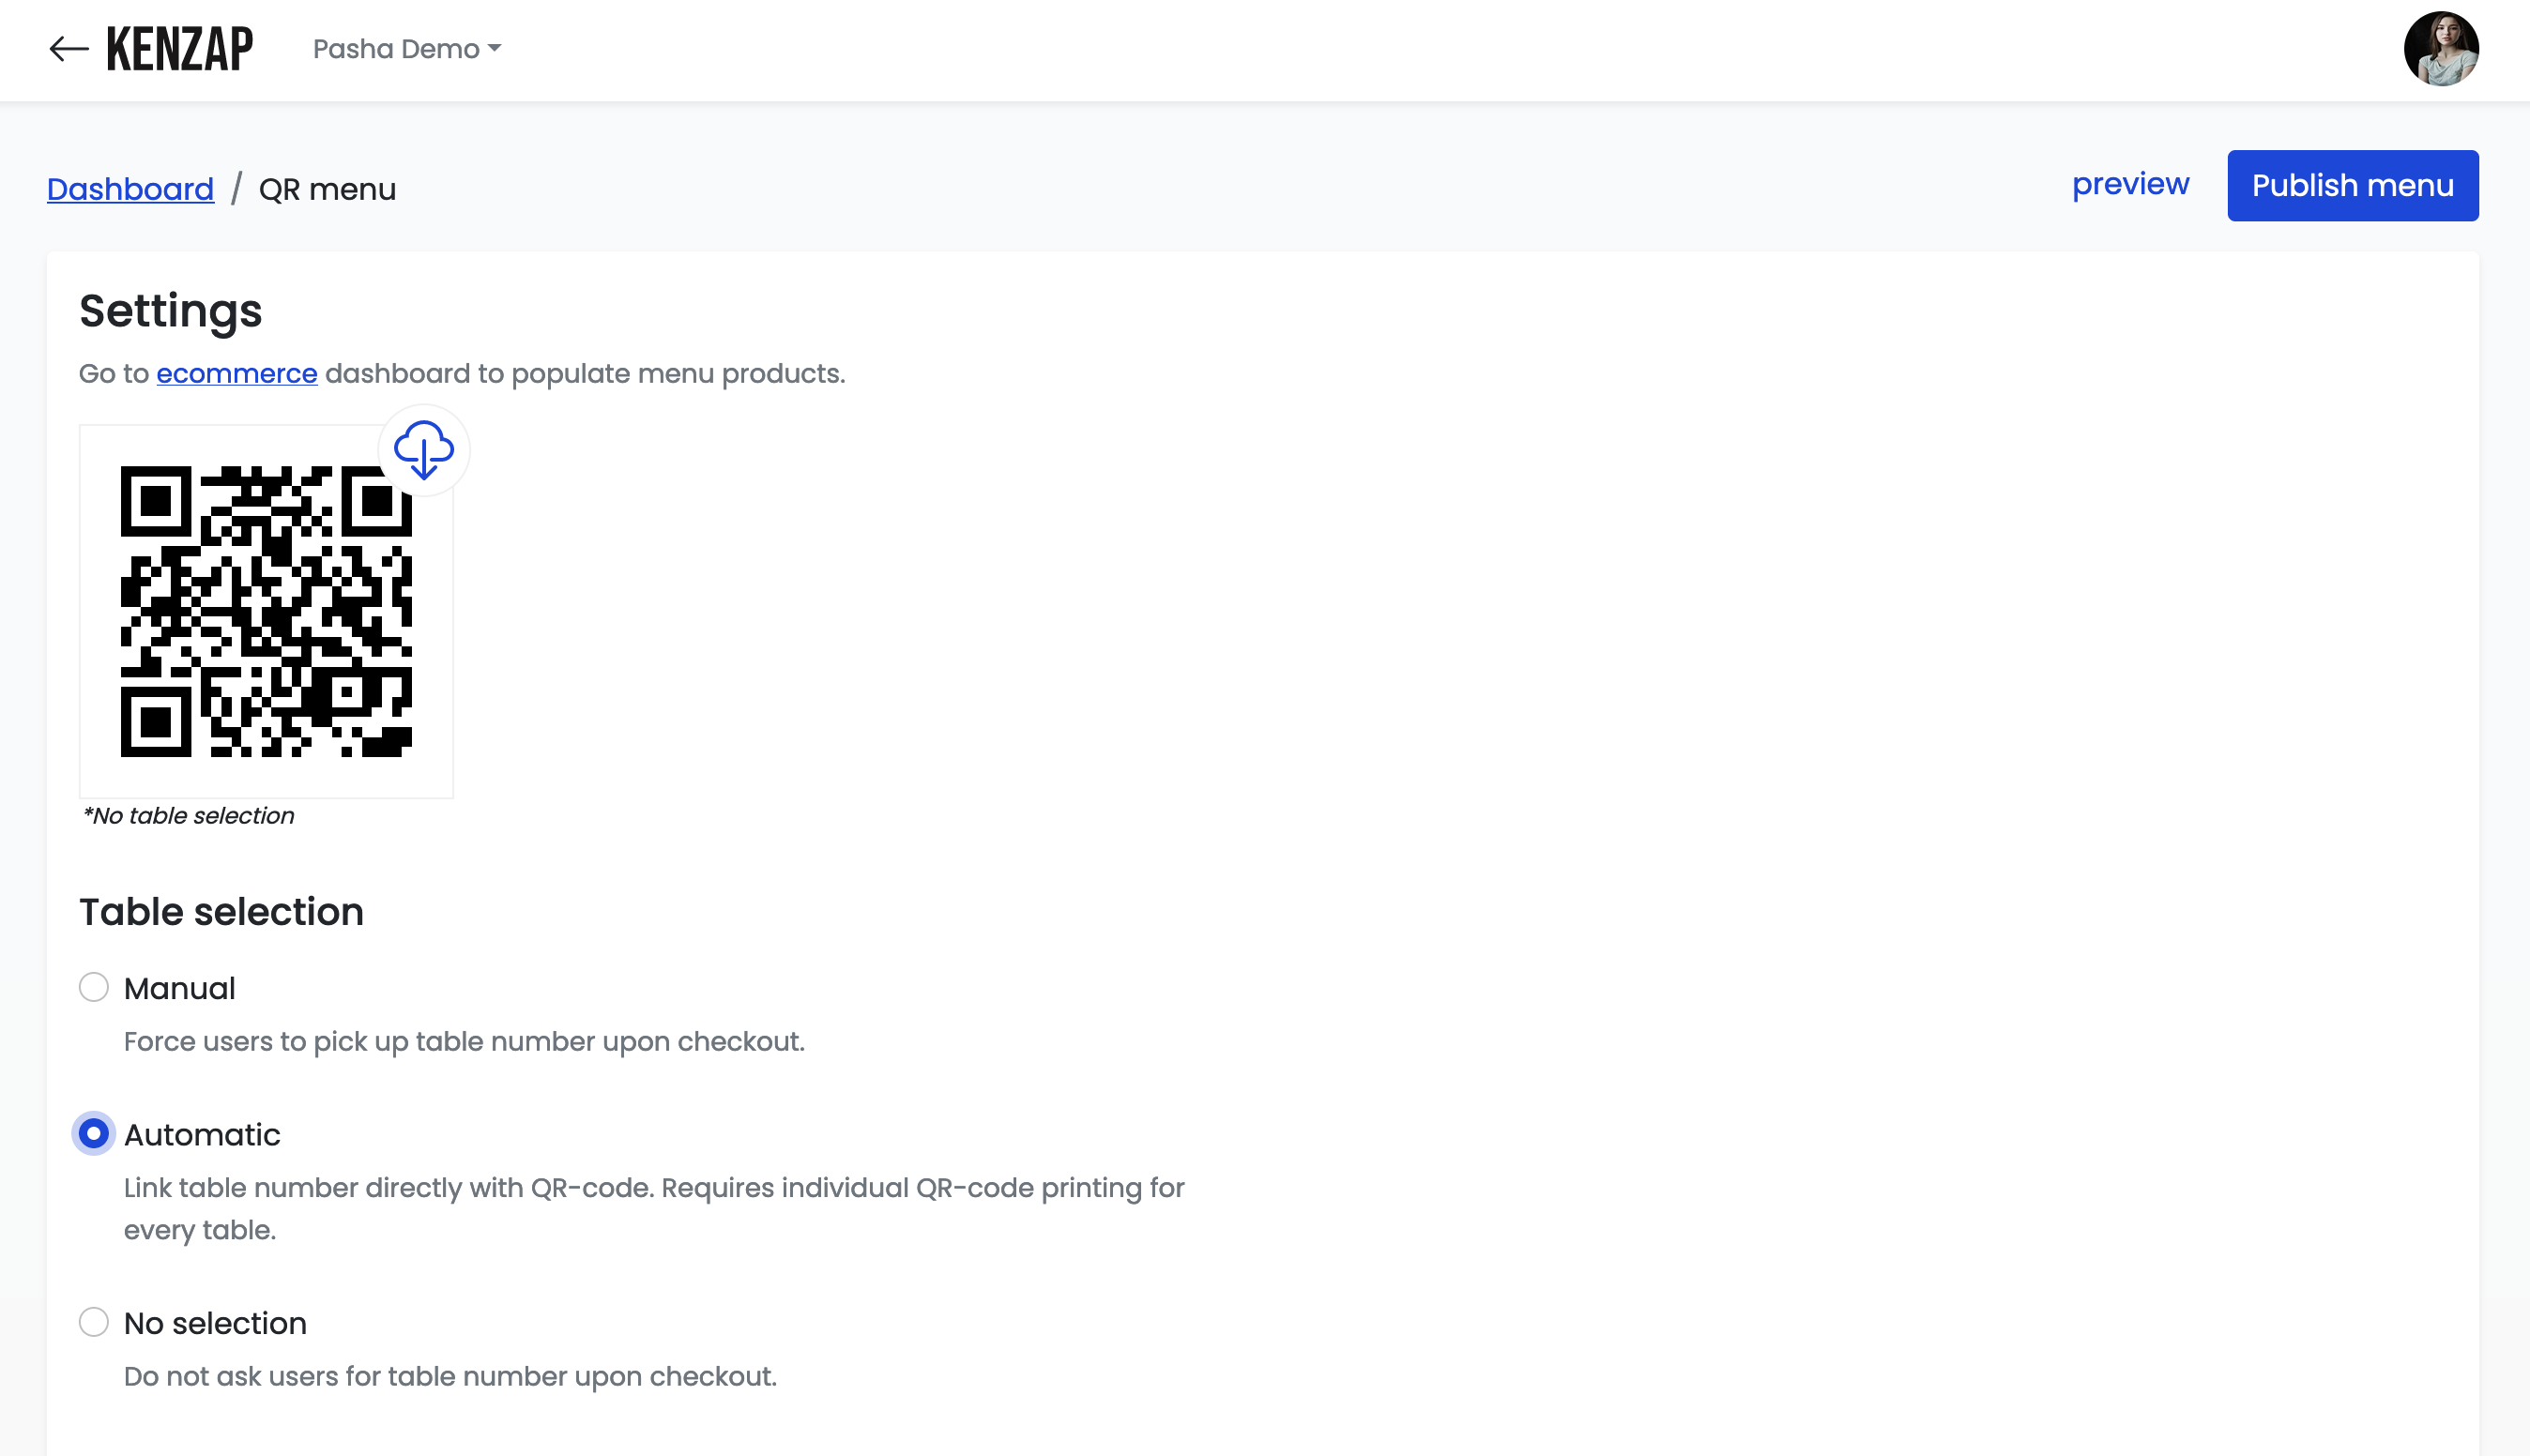 KENZAP
Pasha Demo
Dashboard / QR menu
preview
Publish menu
Settings
Go to ecommerce dashboard to populate menu products.
*No table selection
Table selection
Manual
Force users to pick up table number upon checkout.
Automatic
Link table number directly with QR-code. Requires individual QR-code printing for
every table.
No selection
Do not ask users for table number upon checkout.